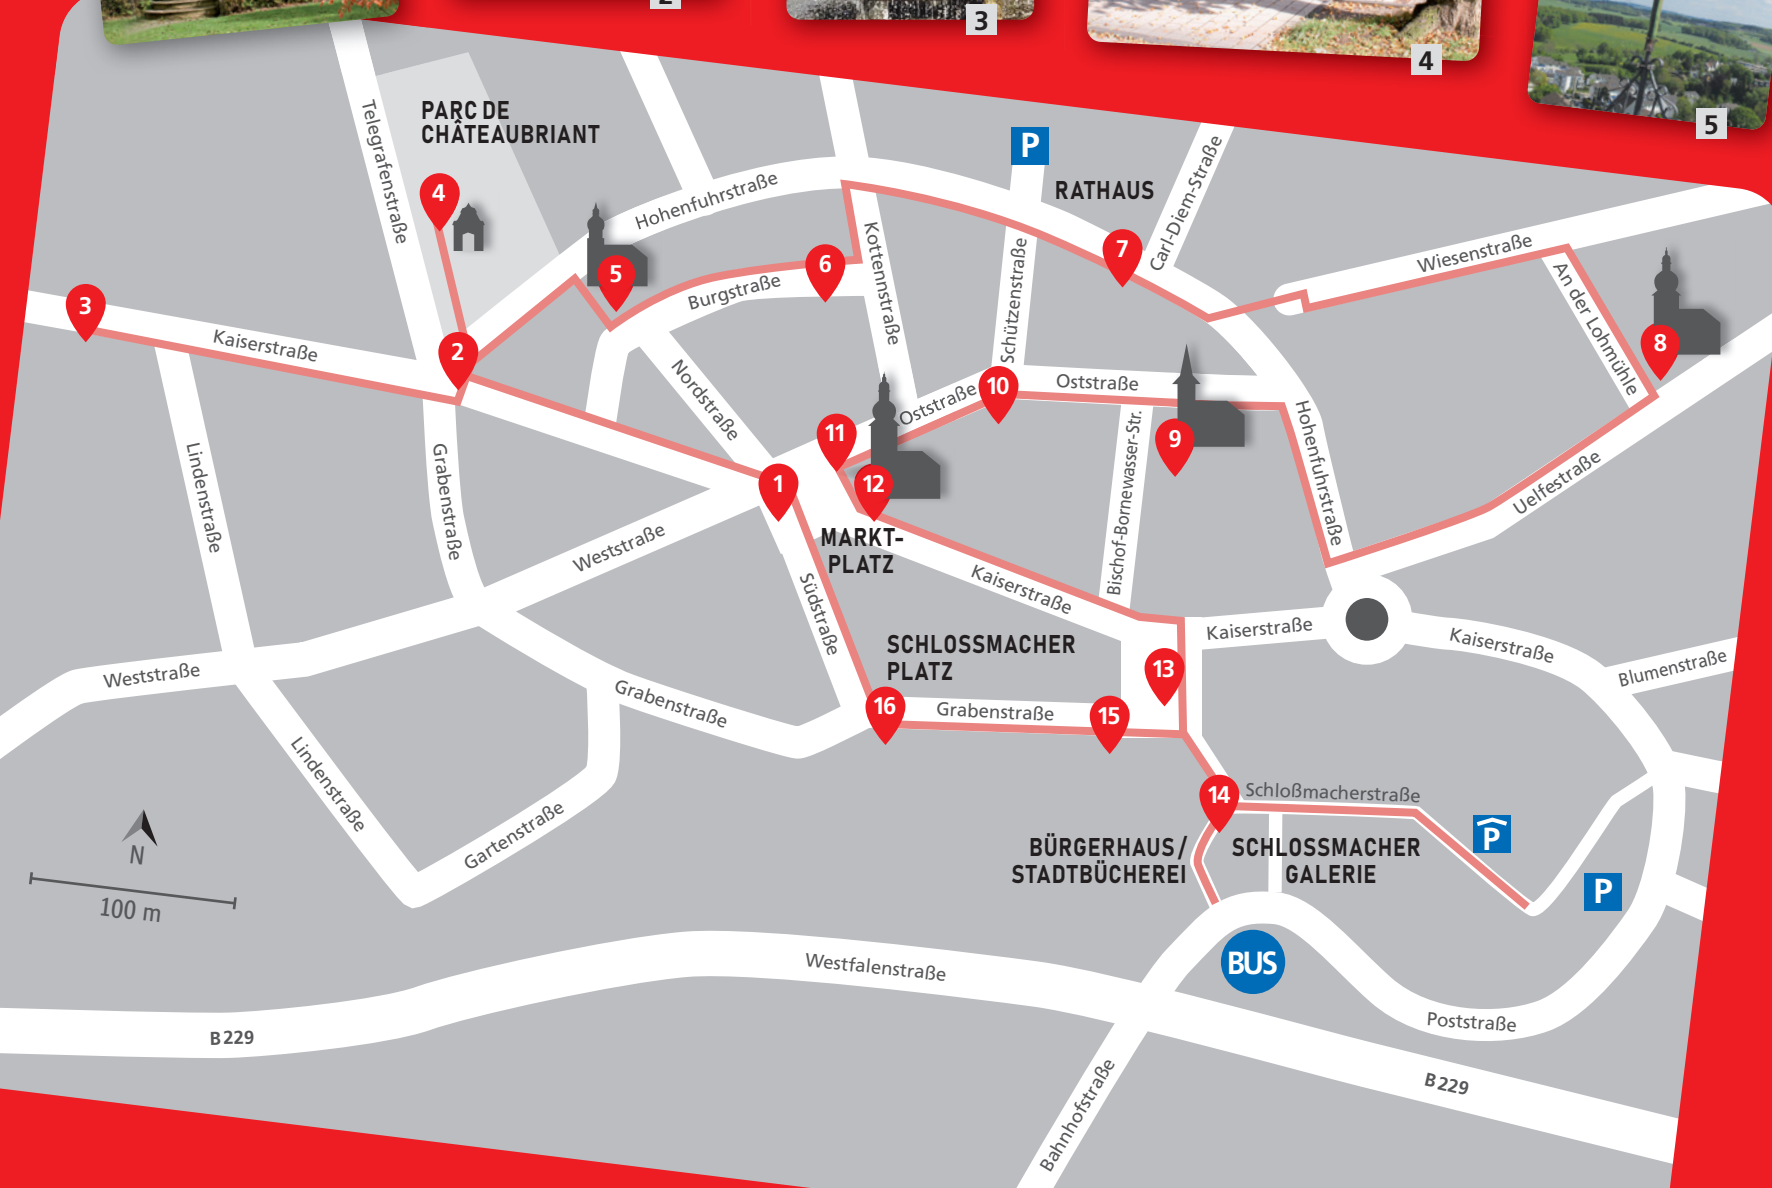 2
3
4
5
PARC DE
CHÂTEAUBRIANT
Telegrafenstraße
4
P
RATHAUS
Carl-Diem-Straße
Hohenfuhrstraße
5
6
7
Kottennstraße
Burgstraße
Schützenstraße
Wiesenstraße
An der Lohmühle
8
3
Kaiserstraße
2
Nordstraße
Oststraße
10
Oststraße
9
11
12
1
Hohenfuhrstraße
Bischof-Bornewasser-Str.
Uelfestraße
Lindenstraße
Grabenstraße
Weststraße
MARKT-
PLATZ
Südstraße
Kaiserstraße
Kaiserstraße
Kaiserstraße
Blumenstraße
Weststraße
SCHLOSSMACHER
PLATZ
13
16
Grabenstraße
15
Grabenstraße
Lindenstraße
Gartenstraße
14
Schloßmacherstraße
P
BÜRGERHAUS/
STADTBÜCHEREI
SCHLOSSMACHER
GALERIE
P
N
100 m
BUS
Westfalenstraße
Poststraße
B 229
B 229
Bahnhofstraße